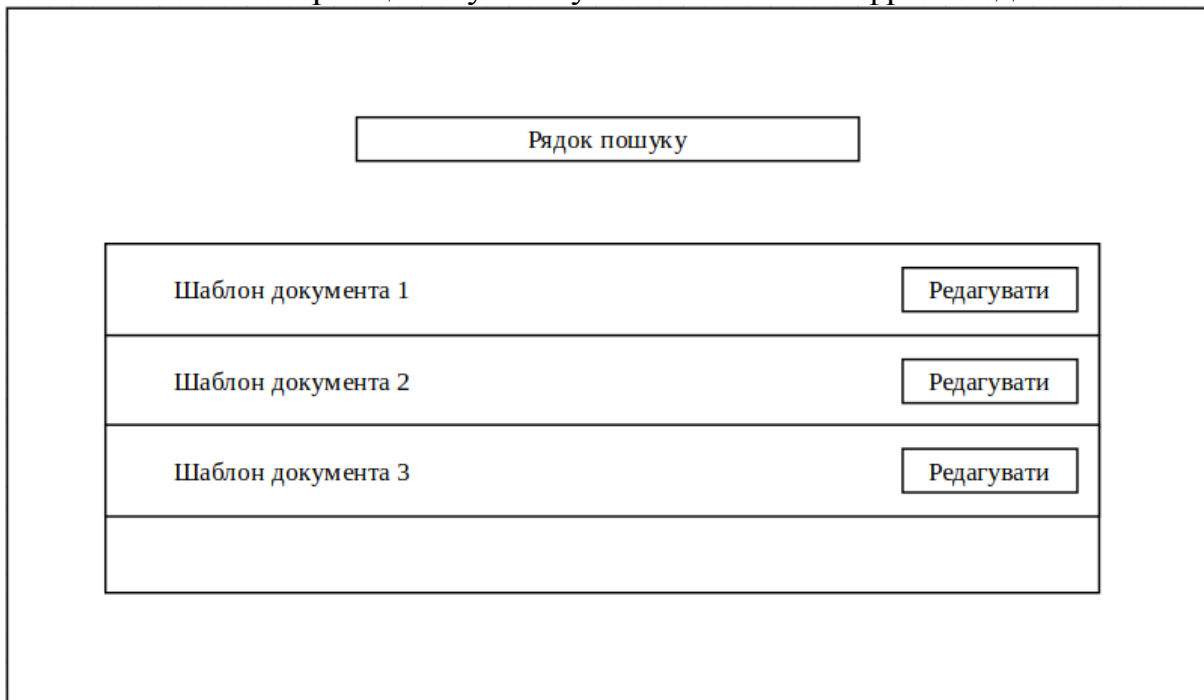 Рядок пошуку
Шаблон документа 1 Редагувати
Шаблон документа 2 Редагувати
Шаблон документа 3 Редагувати